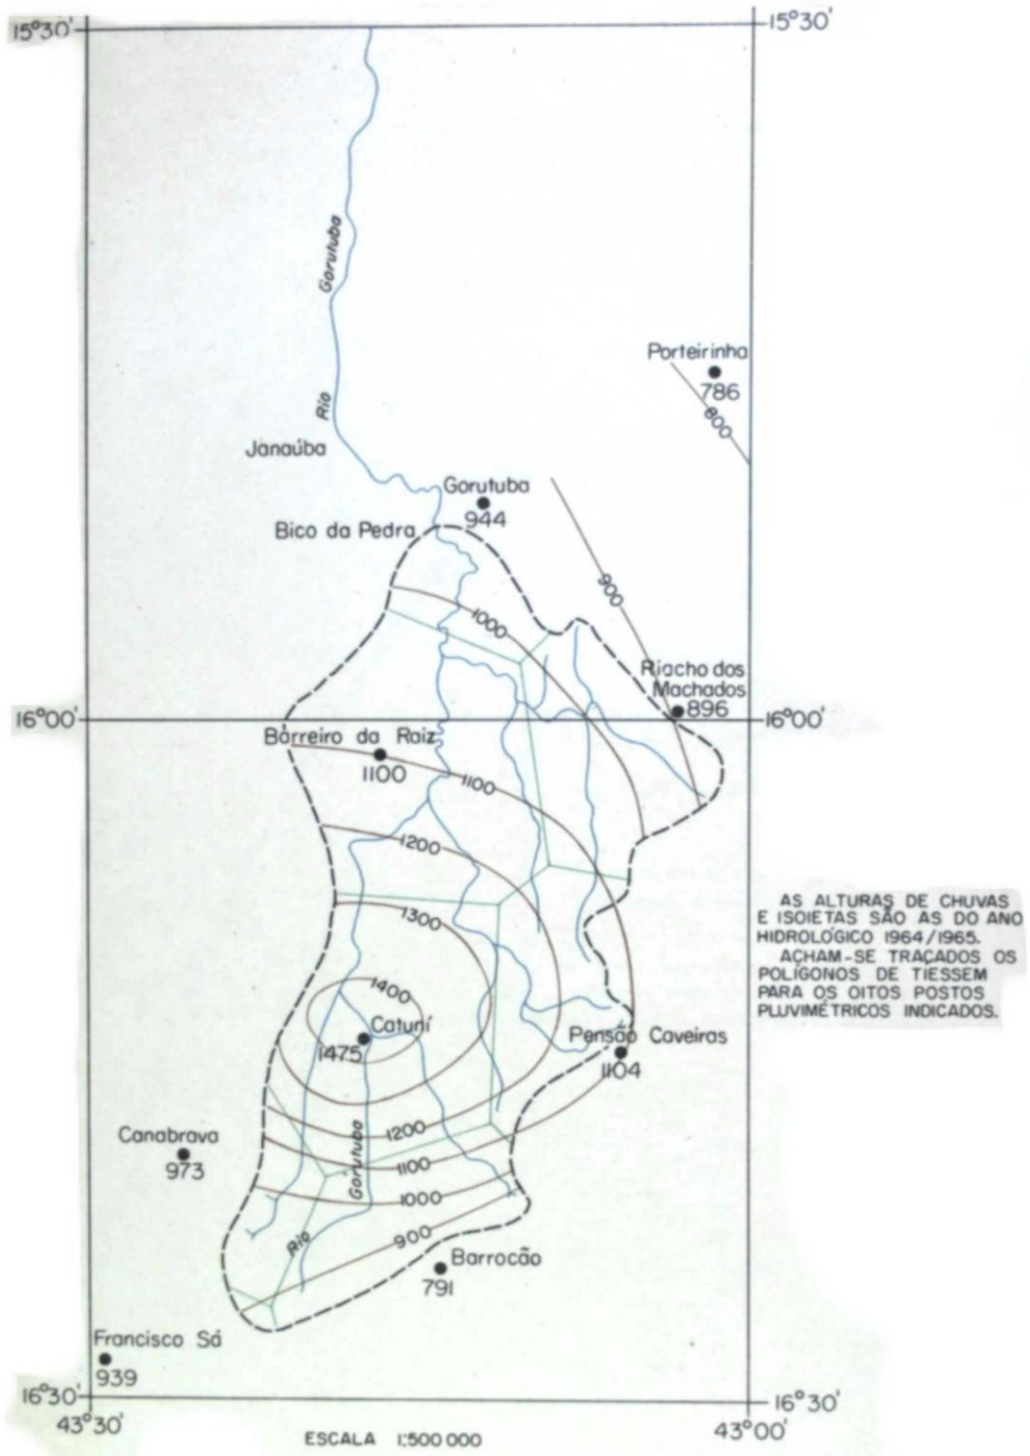 15°30'
15°30'
Rio Gorutuba
Porteirinha
786
800
Janaúba
Gorutuba
944
Bico da Pedra
900
1000
Riacho dos
Machados
896
16°00'
16°00'
Barreiro da Raiz
1100
1100
1200
1300
AS ALTURAS DE CHUVAS
E ISOIETAS SÃO AS DO ANO
HIDROLÓGICO 1964/1965.
ACHAM-SE TRAÇADOS OS
POLÍGONOS DE TIESSEM
PARA OS OITOS POSTOS
PLUVIMÉTRICOS INDICADOS.
1400
Catuní
1475
Pensão Caveiras
1104
Canabrava
973
1200
1100
1000
900
Rio Gorutuba
Barrocão
791
Francisco Sá
939
16°30'
16°30'
43°30'
43°00'
ESCALA 1:500 000